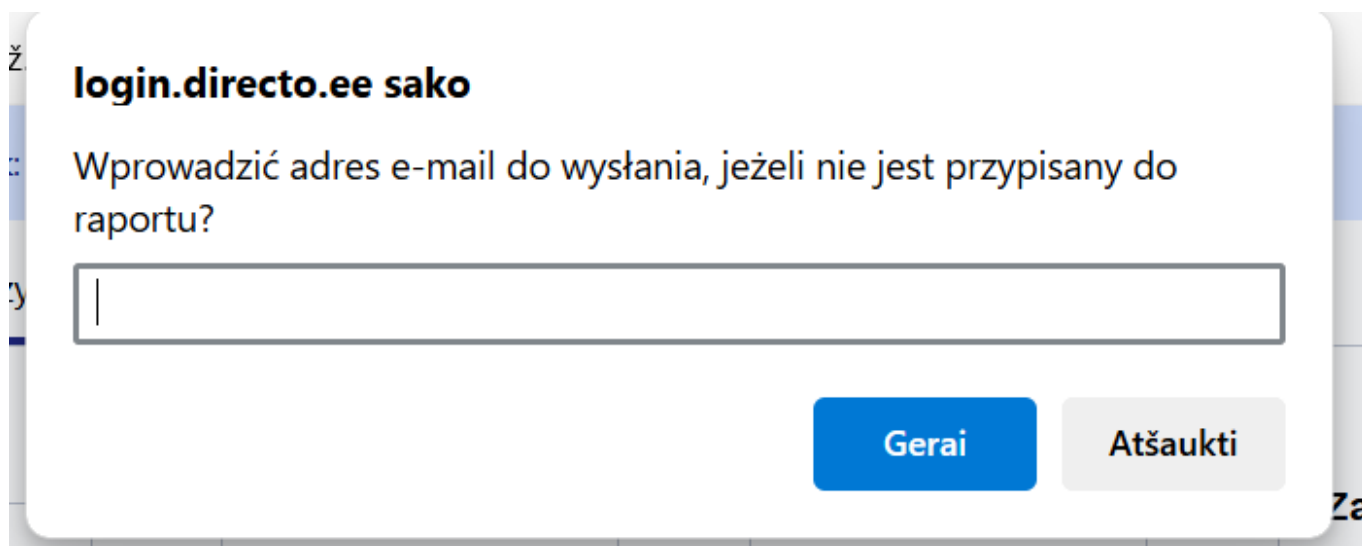 login.directo.ee sako
Wprowadzić adres e-mail do wysłania, jeżeli nie jest przypisany do
raportu?
Gerai Atšaukti